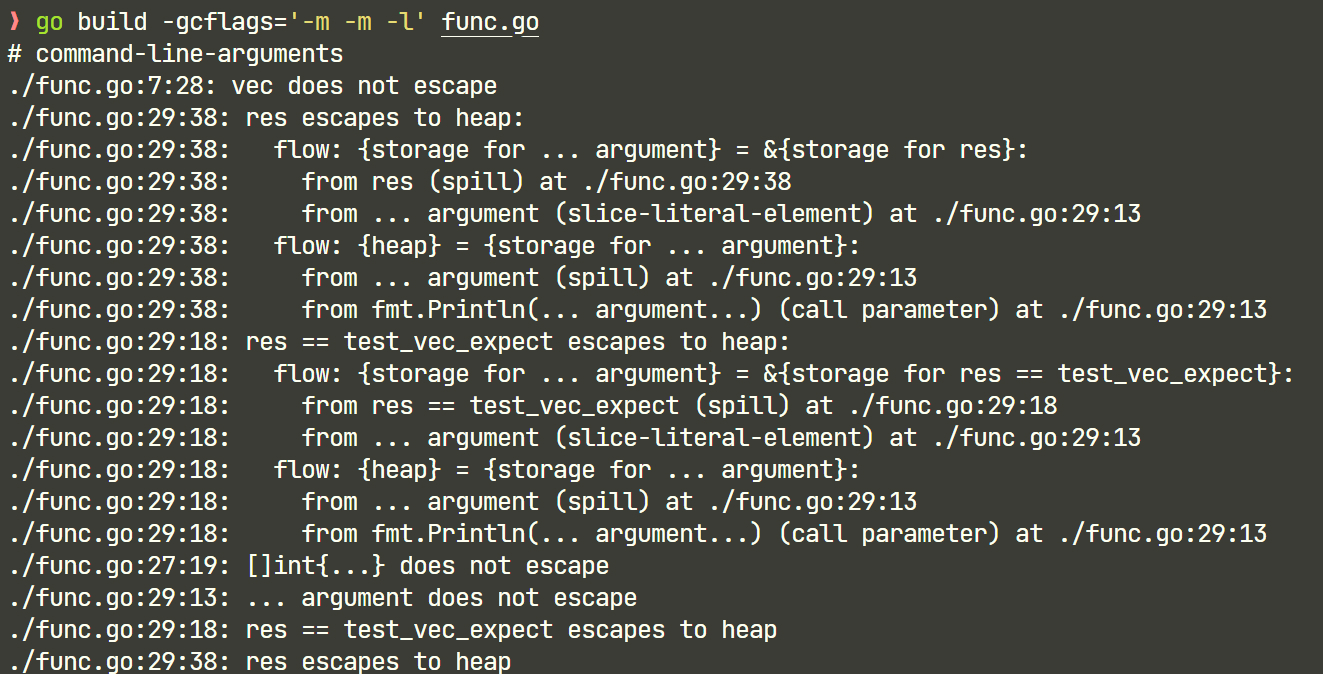 ❯ go build -gcflags='-m -m -l' func.go
# command-line-arguments
./func.go:7:28: vec does not escape
./func.go:29:38: res escapes to heap:
./func.go:29:38:   flow: {storage for ... argument} = &{storage for res}:
./func.go:29:38:     from res (spill) at ./func.go:29:38
./func.go:29:38:     from ... argument (slice-literal-element) at ./func.go:29:13
./func.go:29:38:   flow: {heap} = {storage for ... argument}:
./func.go:29:38:     from ... argument (spill) at ./func.go:29:13
./func.go:29:38:     from fmt.Println(... argument...) (call parameter) at ./func.go:29:13
./func.go:29:18: res == test_vec_expect escapes to heap:
./func.go:29:18:   flow: {storage for ... argument} = &{storage for res == test_vec_expect}:
./func.go:29:18:     from res == test_vec_expect (spill) at ./func.go:29:18
./func.go:29:18:     from ... argument (slice-literal-element) at ./func.go:29:13
./func.go:29:18:   flow: {heap} = {storage for ... argument}:
./func.go:29:18:     from ... argument (spill) at ./func.go:29:13
./func.go:29:18:     from fmt.Println(... argument...) (call parameter) at ./func.go:29:13
./func.go:27:19: []int{...} does not escape
./func.go:29:13: ... argument does not escape
./func.go:29:18: res == test_vec_expect escapes to heap
./func.go:29:38: res escapes to heap